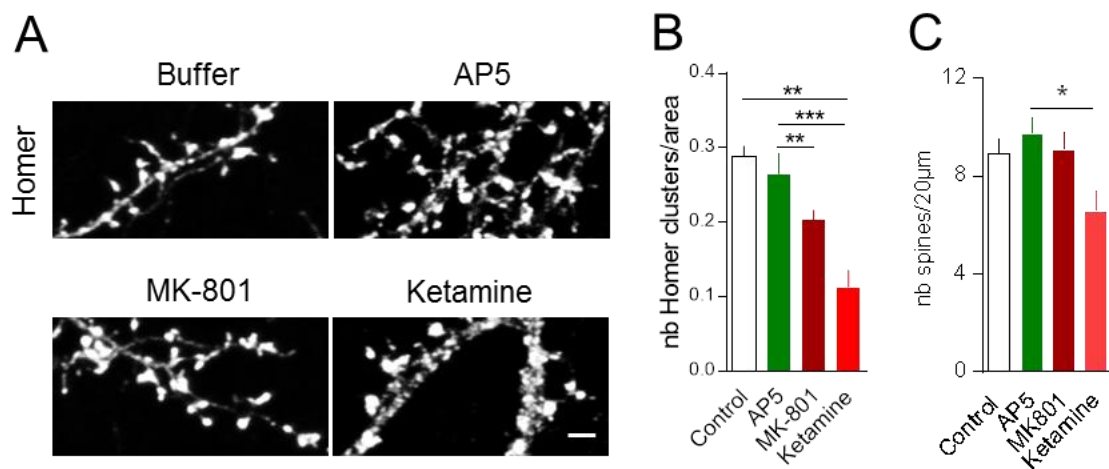 A
Buffer
AP5
Homer
MK-801
Ketamine
B
nb Homer clusters/area
0.4
0.3
0.2
0.1
0.0
**
***
**
Control
AP5
MK-801
Ketamine
C
nb spines/20µm
12
8
4
0
*
Control
AP5
MK801
Ketamine